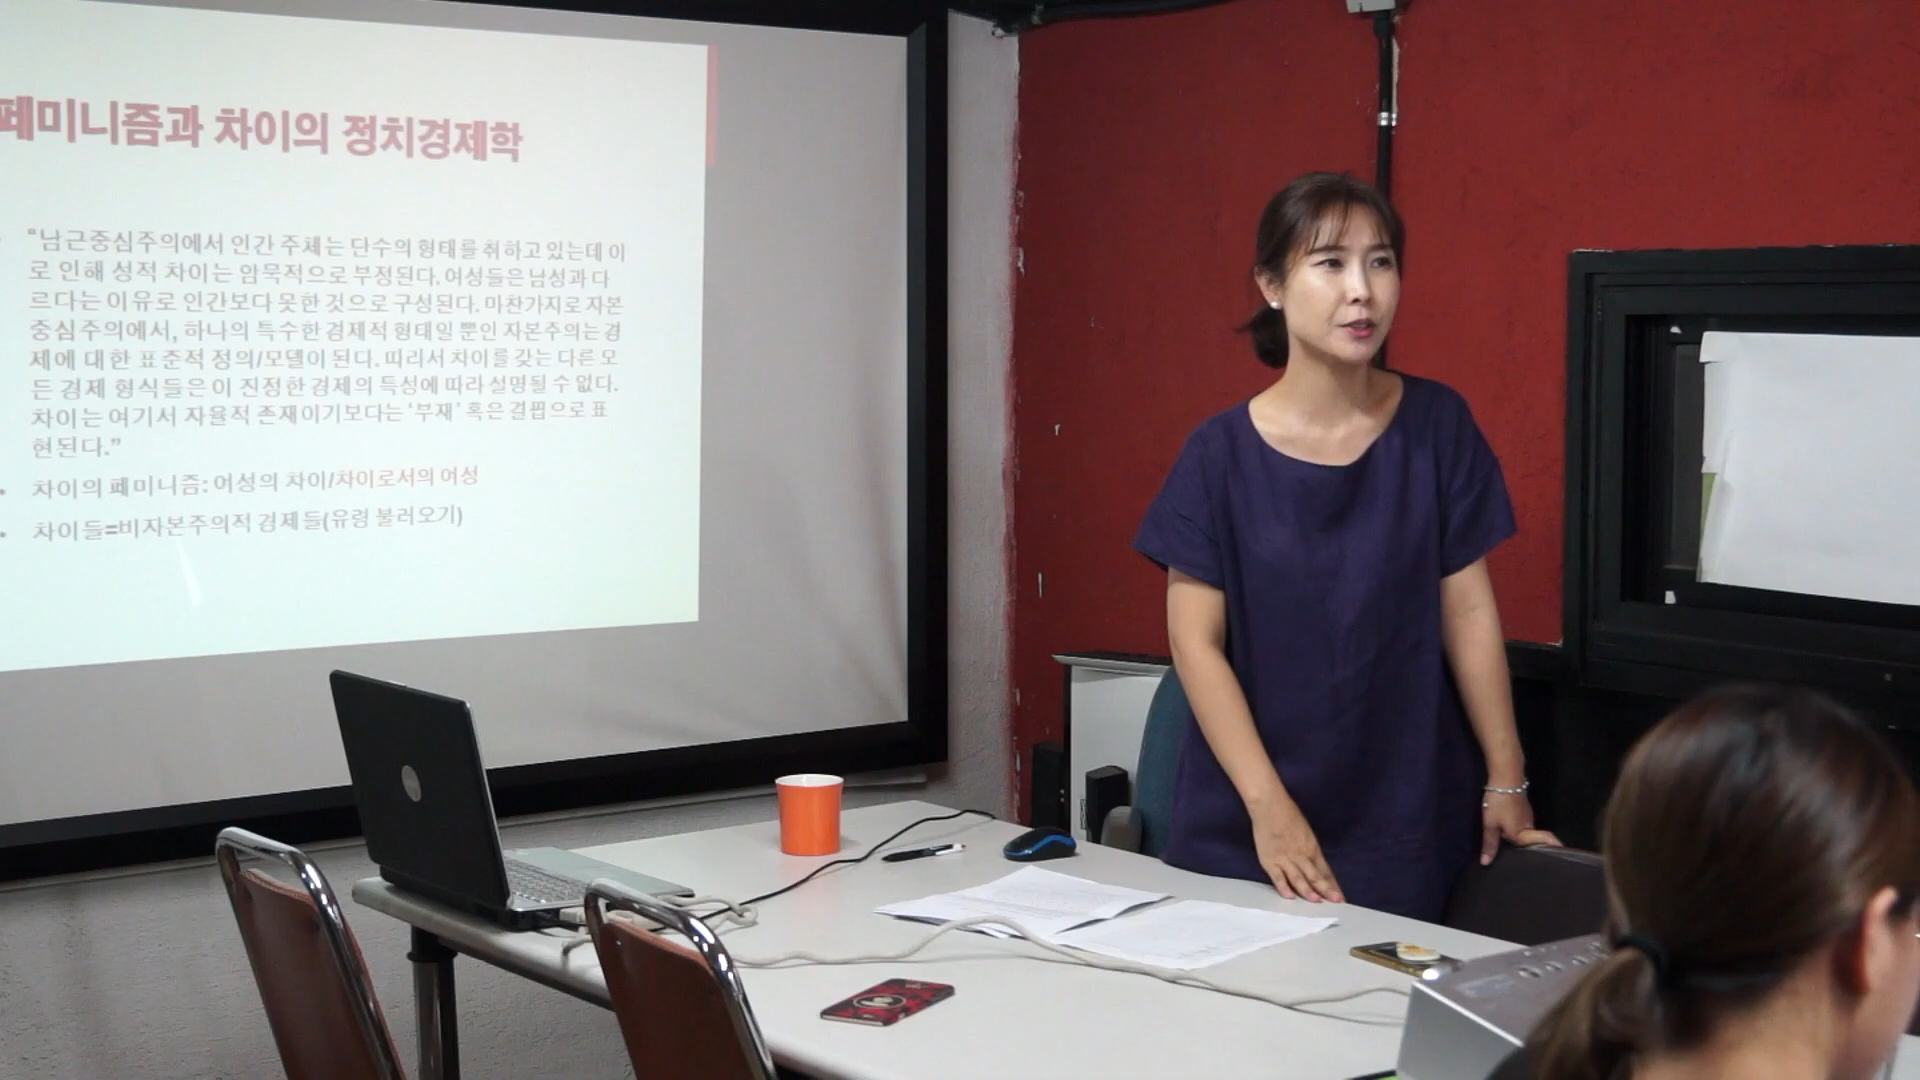 페미니즘과 차이의 정치경제학
“남근중심주의에서 인간 주체는 단수의 형태를 취하고 있는데 이
로 인해 성적 차이는 암묵적으로 부정된다. 여성들은 남성과 다
르다는 이유로 인간보다 못한 것으로 구성된다. 마찬가지로 자본
중심주의에서, 하나의 특수한 경제적 형태일 뿐인 자본주의는 경
제에 대한 표준적 정의/모델이 된다. 따라서 차이를 갖는 다른 모
든 경제 형식들은 이 진정한 경제의 특성에 따라 설명될 수 없다.
차이는 여기서 자율적 존재이기보다는 ‘부재’ 혹은 결핍으로 표
현된다.”
• 차이의 페미니즘: 여성의 차이/차이로서의 여성
• 차이들=비자본주의적 경제들(유령 불러오기)